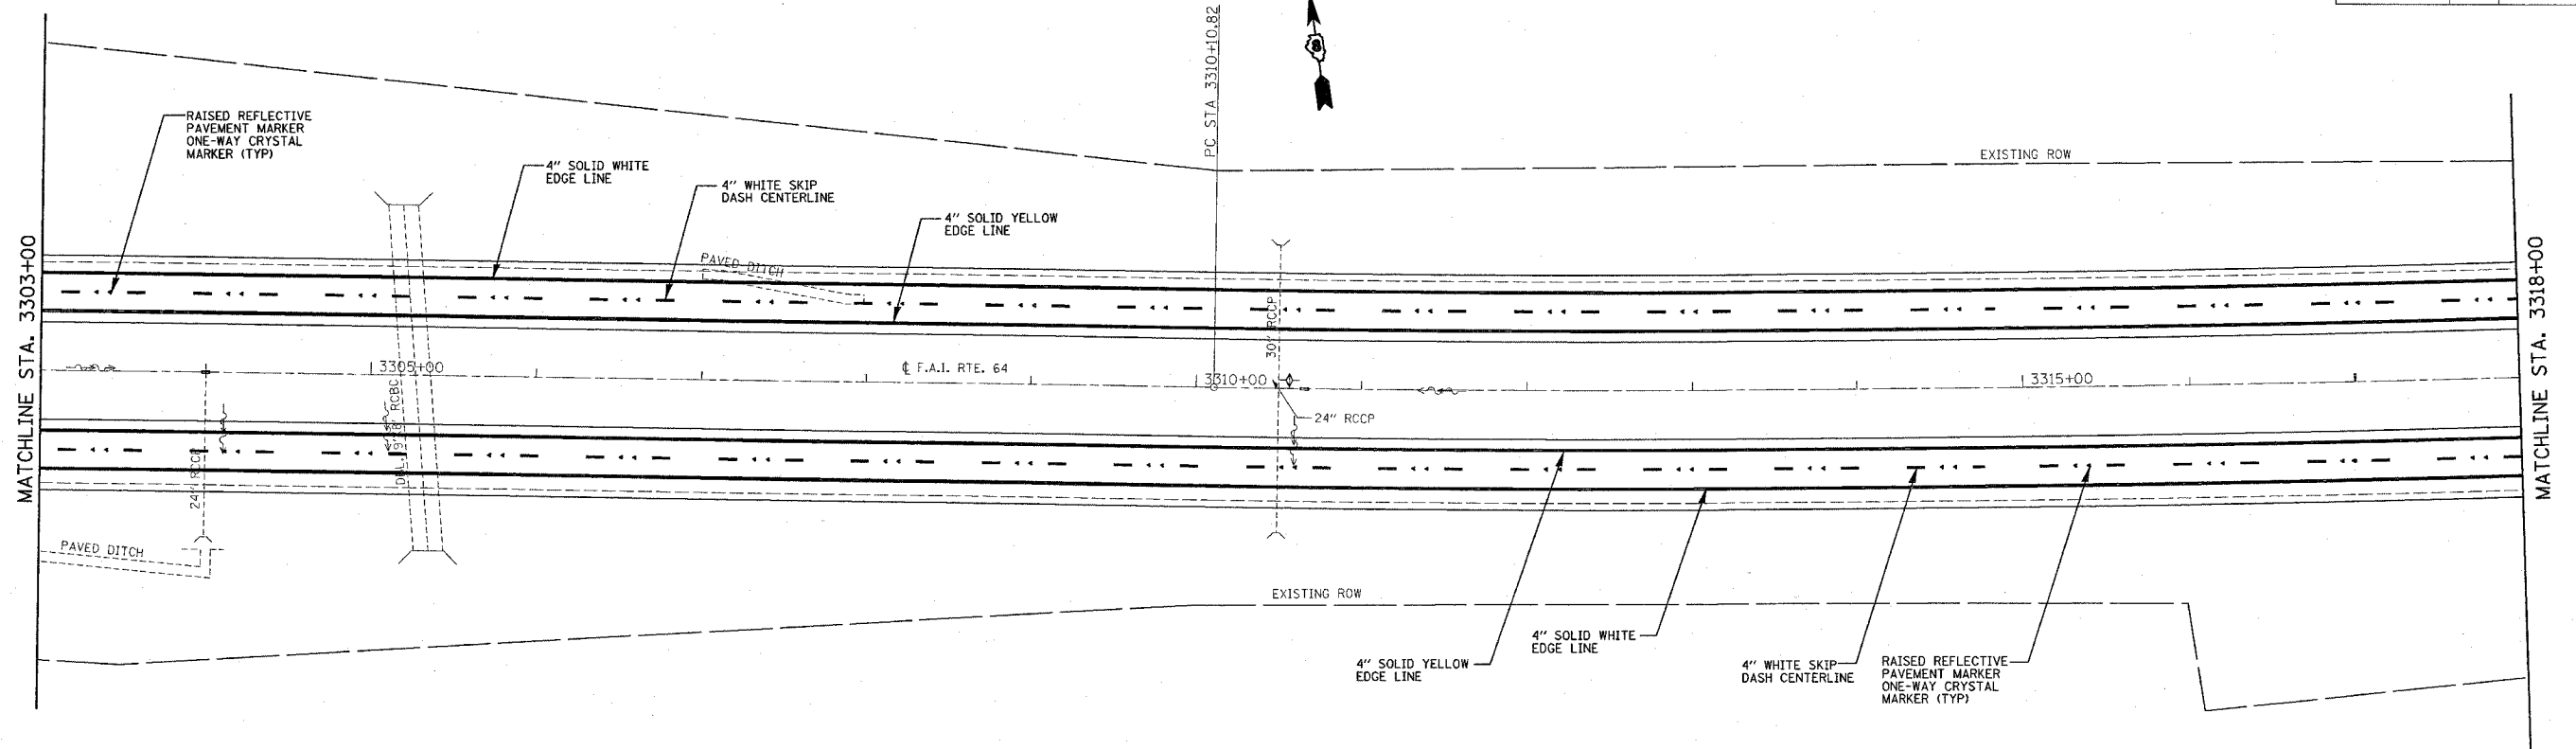 PC STA 3310+10.82
RAISED REFLECTIVE
PAVEMENT MARKER
ONE-WAY CRYSTAL
MARKER (TYP)
4" SOLID WHITE
EDGE LINE
4" WHITE SKIP
DASH CENTERLINE
4" SOLID YELLOW
EDGE LINE
EXISTING ROW
PAVED DITCH
MATCHLINE STA. 3303+00
MATCHLINE STA. 3318+00
30" RCCP
3305+00
℄ F.A.I. RTE. 64
3310+00
3315+00
24" RCCP
24" RCCP
RCBC
PAVED DITCH
EXISTING ROW
4" SOLID YELLOW
EDGE LINE
4" SOLID WHITE
EDGE LINE
4" WHITE SKIP
DASH CENTERLINE
RAISED REFLECTIVE
PAVEMENT MARKER
ONE-WAY CRYSTAL
MARKER (TYP)